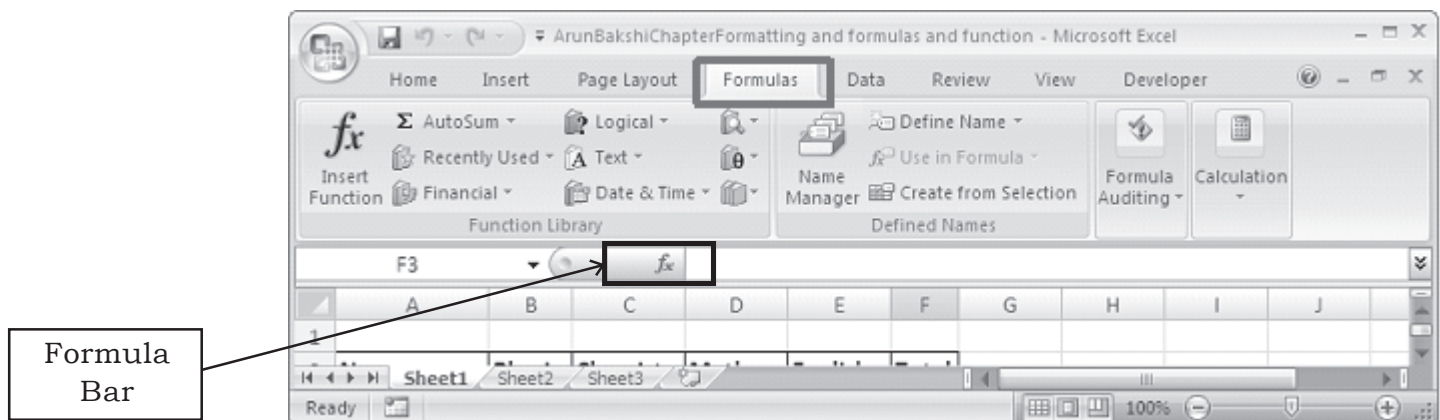 ArunBakshiChapterFormatting and formulas and function - Microsoft Excel
Home Insert Page Layout Formulas Data Review View Developer
fx Σ AutoSum Logical Define Name
Recently Used A Text θ fx Use in Formula
Insert Function Financial Date & Time Name Manager Create from Selection Formula Auditing Calculation
Function Library Defined Names
F3 fx
A B C D E F G H I J
1
Sheet1 Sheet2 Sheet3
Ready 100%
Formula
Bar